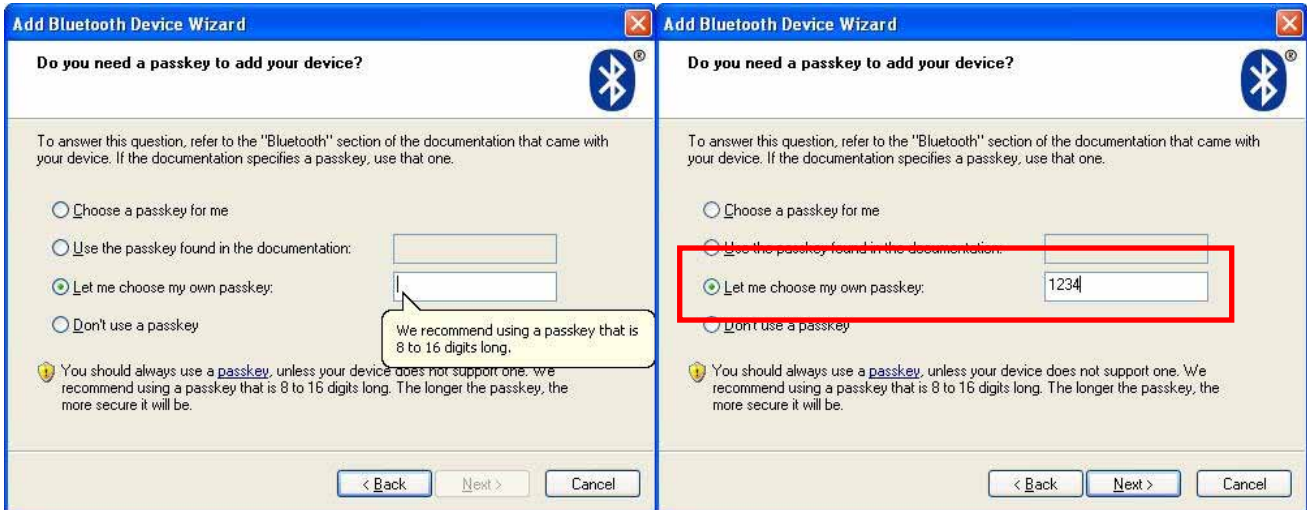 Add Bluetooth Device Wizard
Do you need a passkey to add your device?
®
To answer this question, refer to the "Bluetooth" section of the documentation that came with
your device. If the documentation specifies a passkey, use that one.
Choose a passkey for me
Use the passkey found in the documentation:
Let me choose my own passkey:
Don't use a passkey
We recommend using a passkey that is
8 to 16 digits long.
You should always use a passkey, unless your device does not support one. We
recommend using a passkey that is 8 to 16 digits long. The longer the passkey, the
more secure it will be.
< Back
Next >
Cancel
Add Bluetooth Device Wizard
Do you need a passkey to add your device?
®
To answer this question, refer to the "Bluetooth" section of the documentation that came with
your device. If the documentation specifies a passkey, use that one.
Choose a passkey for me
Use the passkey found in the documentation:
Let me choose my own passkey:
1234
Don't use a passkey
You should always use a passkey, unless your device does not support one. We
recommend using a passkey that is 8 to 16 digits long. The longer the passkey, the
more secure it will be.
< Back
Next >
Cancel